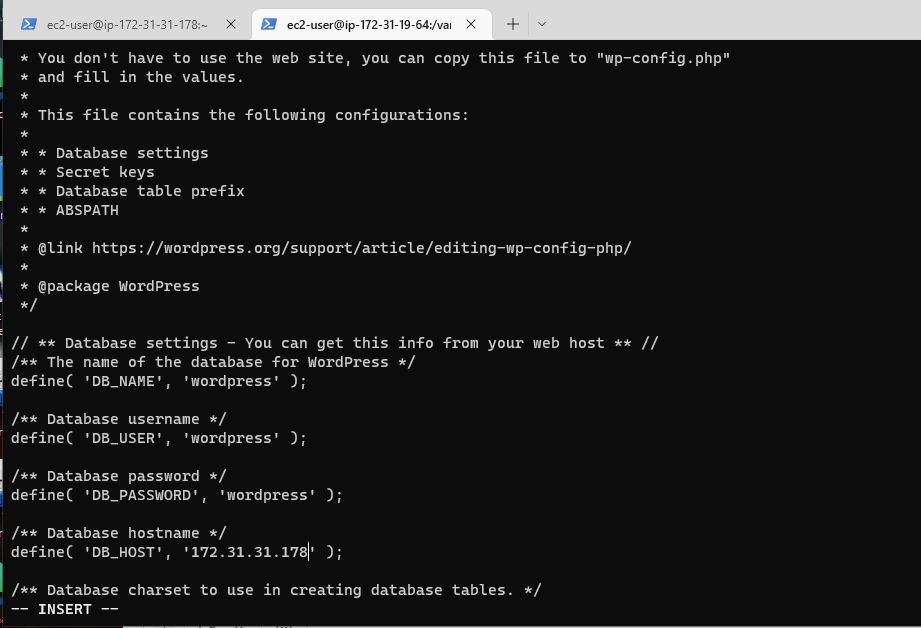 ec2-user@ip-172-31-31-178:~
ec2-user@ip-172-31-19-64:/var
 * You don't have to use the web site, you can copy this file to "wp-config.php"
 * and fill in the values.
 *
 * This file contains the following configurations:
 *
 * * Database settings
 * * Secret keys
 * * Database table prefix
 * * ABSPATH
 *
 * @link https://wordpress.org/support/article/editing-wp-config-php/
 *
 * @package WordPress
 */
// ** Database settings - You can get this info from your web host ** //
/** The name of the database for WordPress */
define( 'DB_NAME', 'wordpress' );
/** Database username */
define( 'DB_USER', 'wordpress' );
/** Database password */
define( 'DB_PASSWORD', 'wordpress' );
/** Database hostname */
define( 'DB_HOST', '172.31.31.178' );
/** Database charset to use in creating database tables. */
-- INSERT --